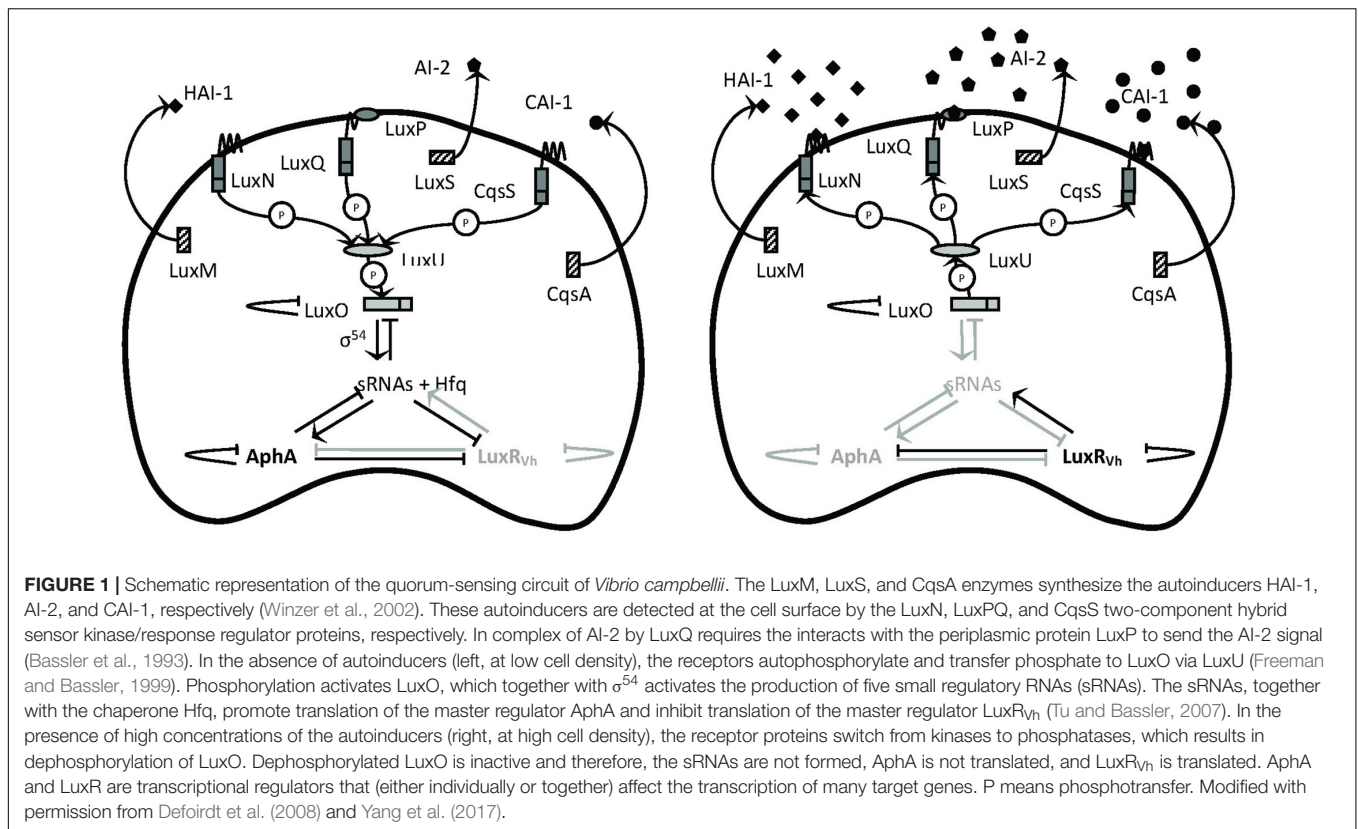 HAI-1
AI-2
CAI-1
LuxP
LuxQ
LuxN
LuxS
CqsS
P
P
P
LuxM
LuxU
P
CqsA
LuxO
σ54
sRNAs + Hfq
AphA
LuxRVh
HAI-1
AI-2
CAI-1
LuxP
LuxQ
LuxN
LuxS
CqsS
P
P
P
LuxM
LuxU
P
CqsA
LuxO
sRNAs
AphA
LuxRVh
FIGURE 1 | Schematic representation of the quorum-sensing circuit of Vibrio campbellii. The LuxM, LuxS, and CqsA enzymes synthesize the autoinducers HAI-1,
AI-2, and CAI-1, respectively (Winzer et al., 2002). These autoinducers are detected at the cell surface by the LuxN, LuxPQ, and CqsS two-component hybrid
sensor kinase/response regulator proteins, respectively. In complex of AI-2 by LuxQ requires the interacts with the periplasmic protein LuxP to send the AI-2 signal
(Bassler et al., 1993). In the absence of autoinducers (left, at low cell density), the receptors autophosphorylate and transfer phosphate to LuxO via LuxU (Freeman
and Bassler, 1999). Phosphorylation activates LuxO, which together with σ54 activates the production of five small regulatory RNAs (sRNAs). The sRNAs, together
with the chaperone Hfq, promote translation of the master regulator AphA and inhibit translation of the master regulator LuxRVh (Tu and Bassler, 2007). In the
presence of high concentrations of the autoinducers (right, at high cell density), the receptor proteins switch from kinases to phosphatases, which results in
dephosphorylation of LuxO. Dephosphorylated LuxO is inactive and therefore, the sRNAs are not formed, AphA is not translated, and LuxRVh is translated. AphA
and LuxR are transcriptional regulators that (either individually or together) affect the transcription of many target genes. P means phosphotransfer. Modified with
permission from Defoirdt et al. (2008) and Yang et al. (2017).